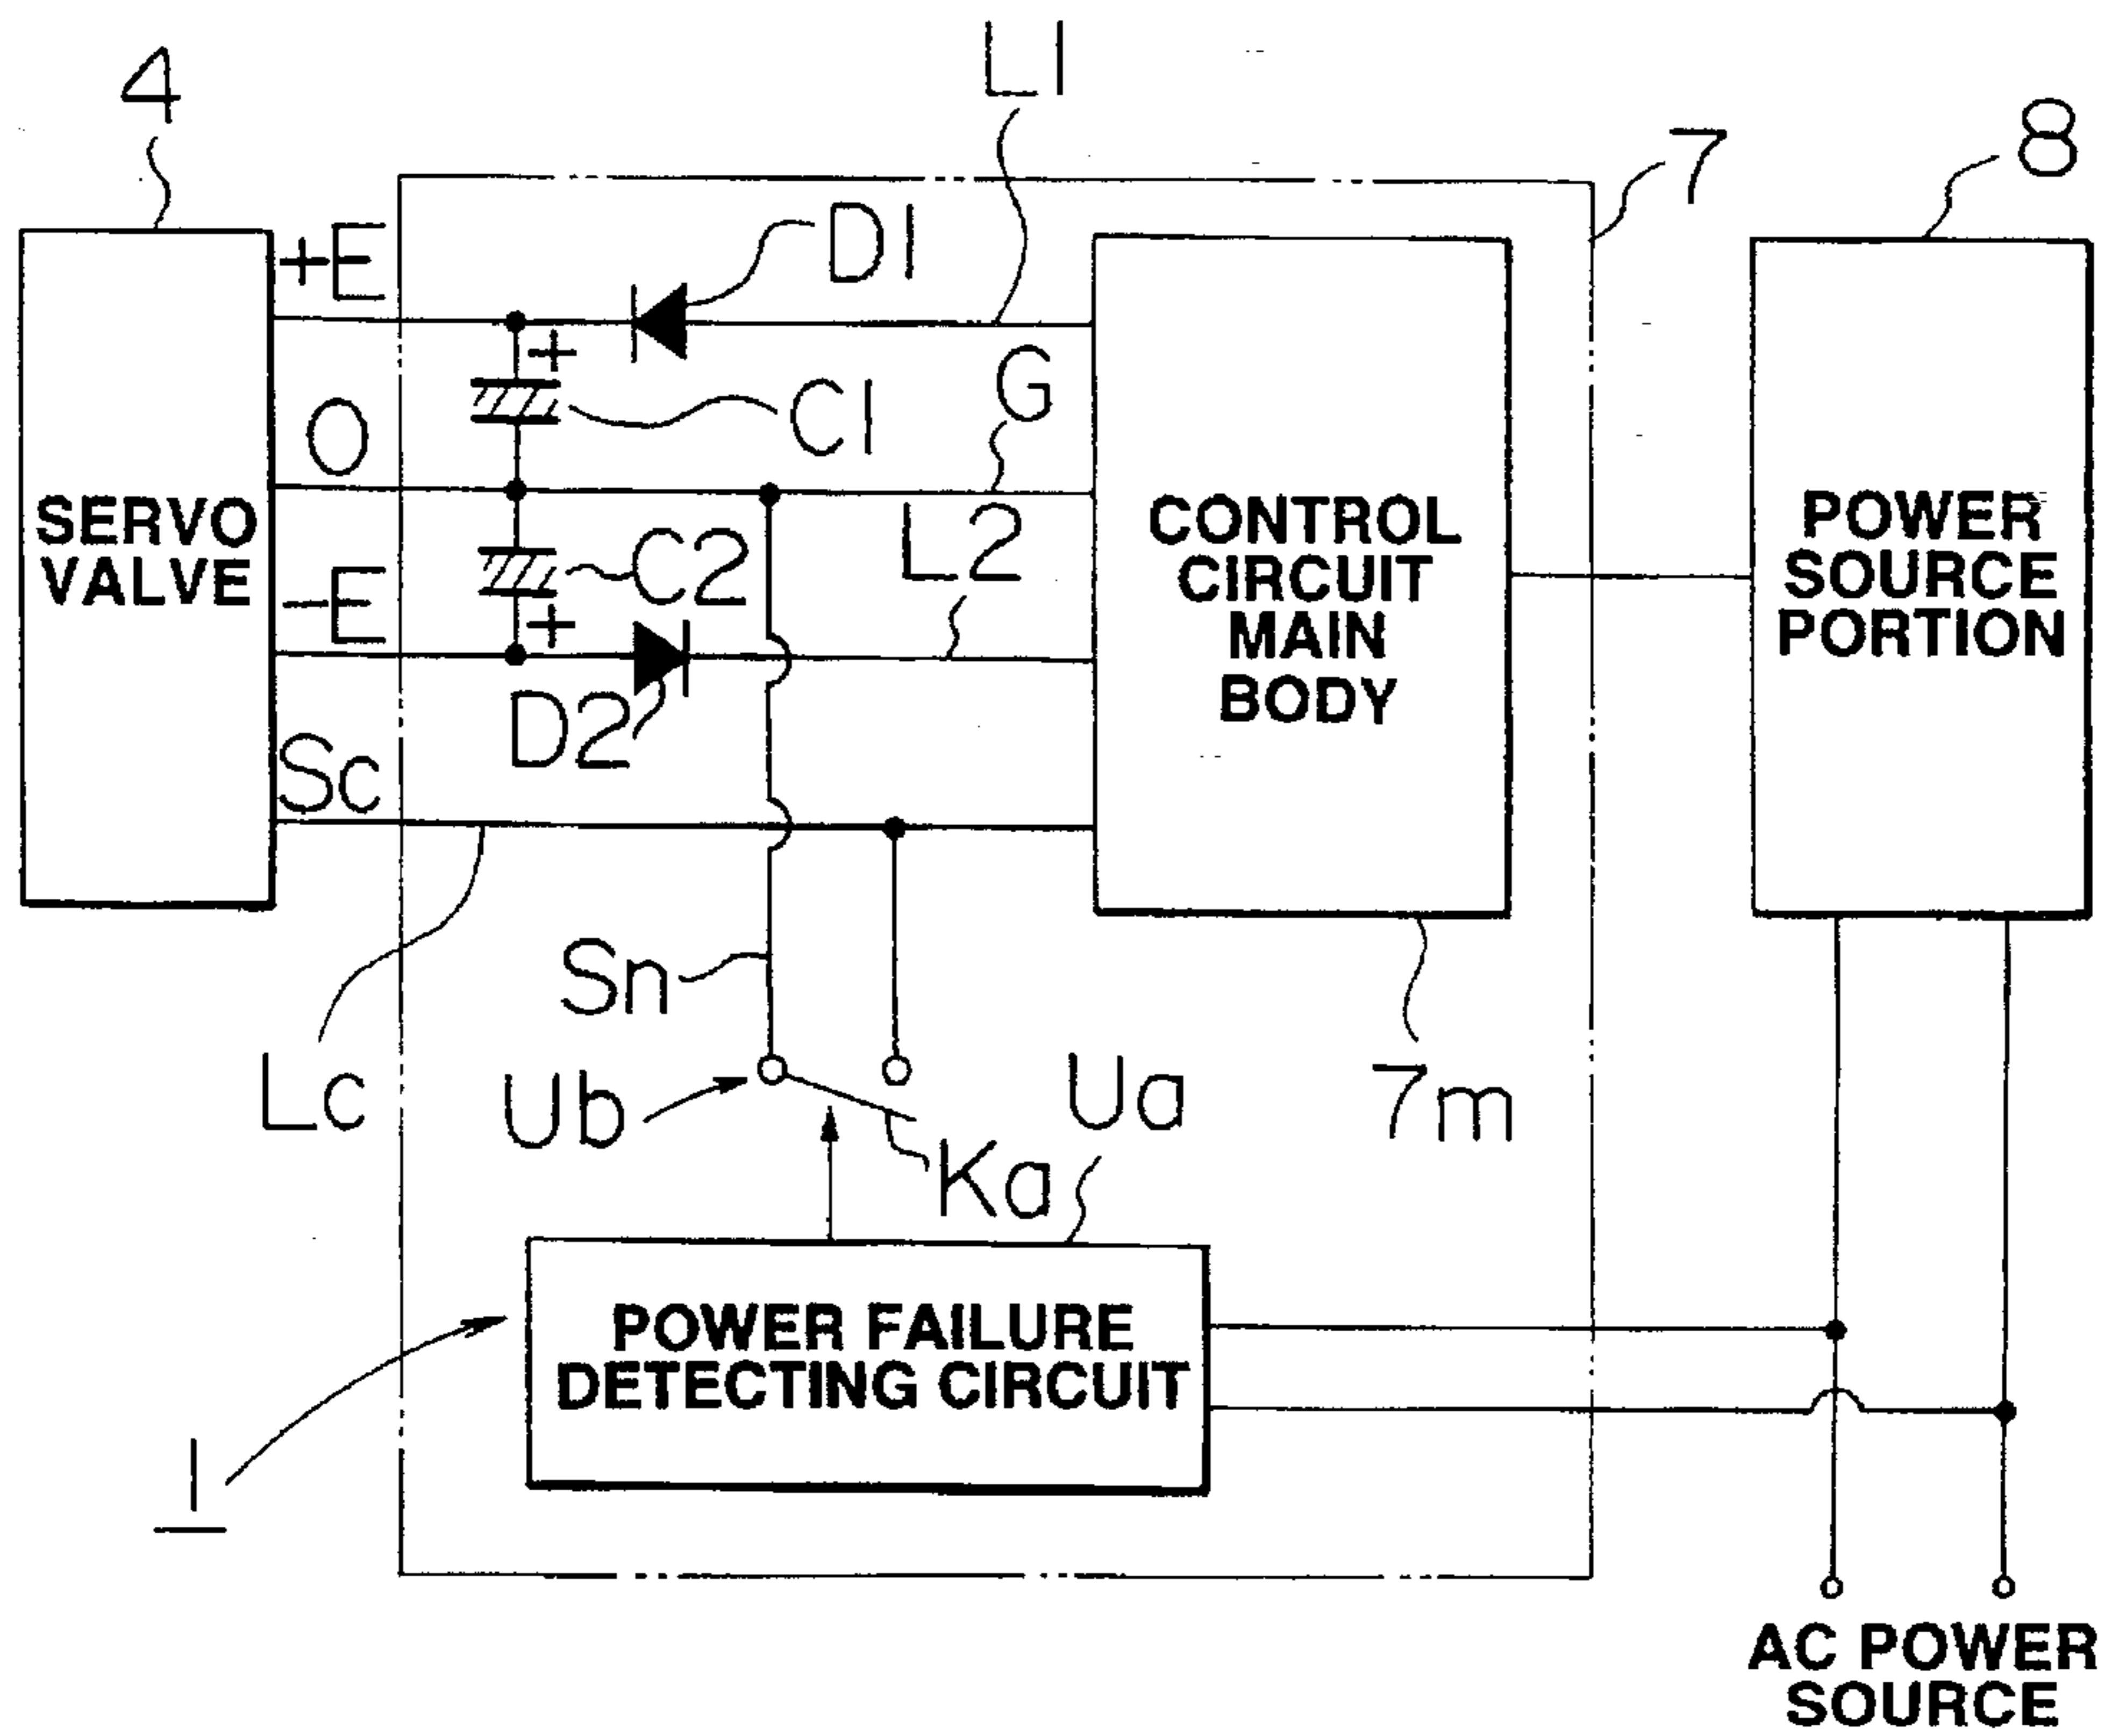 L1
4
8
7
+E
D1
G
C1
O
SERVO
VALVE
CONTROL
CIRCUIT
MAIN
BODY
POWER
SOURCE
PORTION
L2
+
C2
-E
+
D2
Sc
Sn
Lc
Ub
Ua
7m
Ka
POWER FAILURE
DETECTING CIRCUIT
1
AC POWER
SOURCE